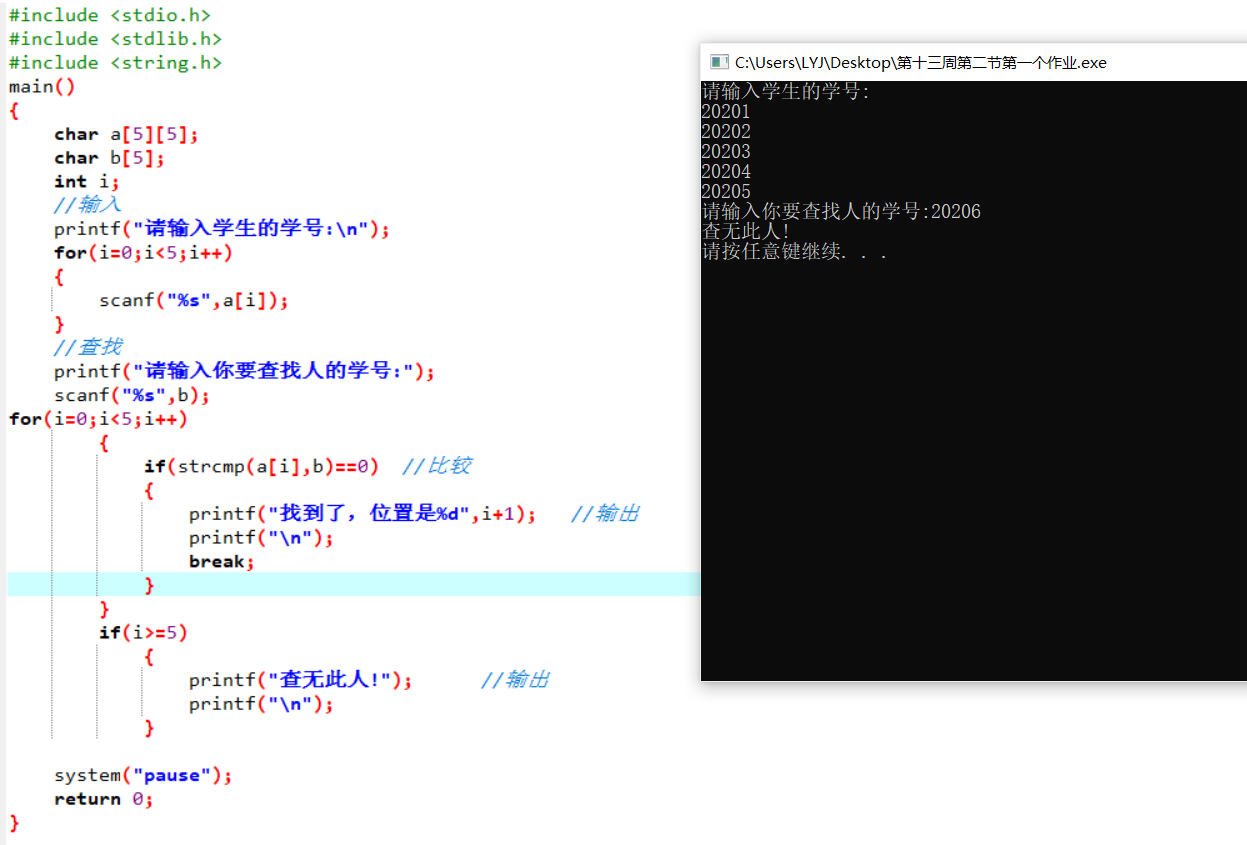 #include <stdio.h>
#include <stdlib.h>
#include <string.h>
main()
{
    char a[5][5];
    char b[5];
    int i;
    //输入
    printf("请输入学生的学号:\n");
    for(i=0;i<5;i++)
    {
        scanf("%s",a[i]);
    }
    //查找
    printf("请输入你要查找人的学号:");
    scanf("%s",b);
for(i=0;i<5;i++)
        {
            if(strcmp(a[i],b)==0)  //比较
            {
                printf("找到了，位置是%d",i+1);   //输出
                printf("\n");
                break;
            }
        }
        if(i>=5)
            {
                printf("查无此人!");      //输出
                printf("\n");
            }
    system("pause");
    return 0;
}
C:\Users\LYJ\Desktop\第十三周第二节第一个作业.exe
请输入学生的学号:
20201
20202
20203
20204
20205
请输入你要查找人的学号:20206
查无此人!
请按任意键继续. . .